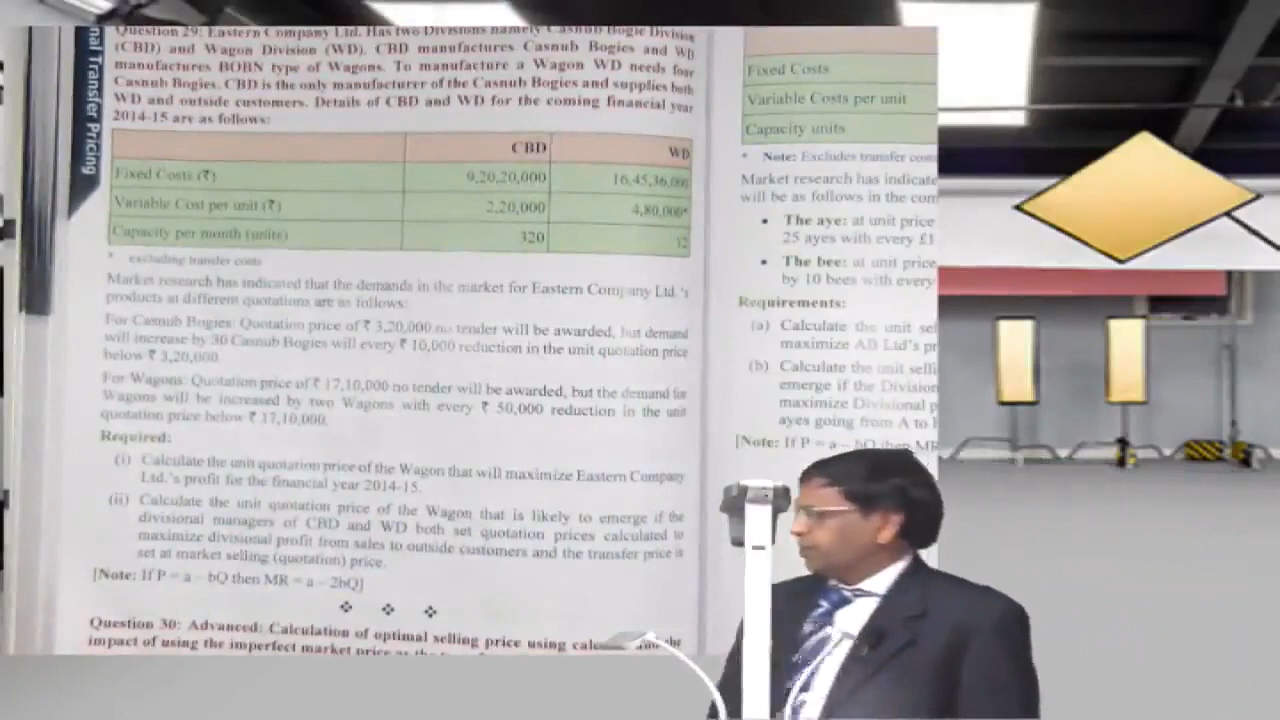 nal Transfer Pricing
Question 29: Eastern Company Ltd. Has two Divisions namely Casnub Bogie Division
(CBD) and Wagon Division (WD). CBD manufactures Casnub Bogies and WD
manufactures BOBN type of Wagons. To manufacture a Wagon WD needs four
Casnub Bogies. CBD is the only manufacturer of the Casnub Bogies and supplies both
WD and outside customers. Details of CBD and WD for the coming financial year
2014-15 are as follows:
CBD WD
Fixed Costs (₹) 9,20,20,000 16,45,36,000
Variable Cost per unit (₹) 2,20,000 4,80,000*
Capacity per month (units) 320 12
* excluding transfer costs
Market research has indicated that the demands in the market for Eastern Company Ltd.'s
products at different quotations are as follows:
For Casnub Bogies: Quotation price of ₹ 3,20,000 no tender will be awarded, but demand
will increase by 30 Casnub Bogies will every ₹ 10,000 reduction in the unit quotation price
below ₹ 3,20,000.
For Wagons: Quotation price of ₹ 17,10,000 no tender will be awarded, but the demand for
Wagons will be increased by two Wagons with every ₹ 50,000 reduction in the unit
quotation price below ₹ 17,10,000.
Required:
(i) Calculate the unit quotation price of the Wagon that will maximize Eastern Company
Ltd.'s profit for the financial year 2014-15.
(ii) Calculate the unit quotation price of the Wagon that is likely to emerge if the
divisional managers of CBD and WD both set quotation prices calculated to
maximize divisional profit from sales to outside customers and the transfer price is
set at market selling (quotation) price.
[Note: If P = a – bQ then MR = a – 2bQ]
Question 30: Advanced: Calculation of optimal selling price using the
impact of using the imperfect market price as the
Fixed Costs
Variable Costs per unit
Capacity units
* Note: Excludes transfer costs
Market research has indicate
will be as follows in the com
• The aye: at unit price
25 ayes with every £1
• The bee: at unit price
by 10 bees with every
Requirements:
(a) Calculate the unit sel
maximize AB Ltd's pr
(b) Calculate the unit selli
emerge if the Division
maximize Divisional p
ayes going from A to
[Note: If P = a – bQ then MR